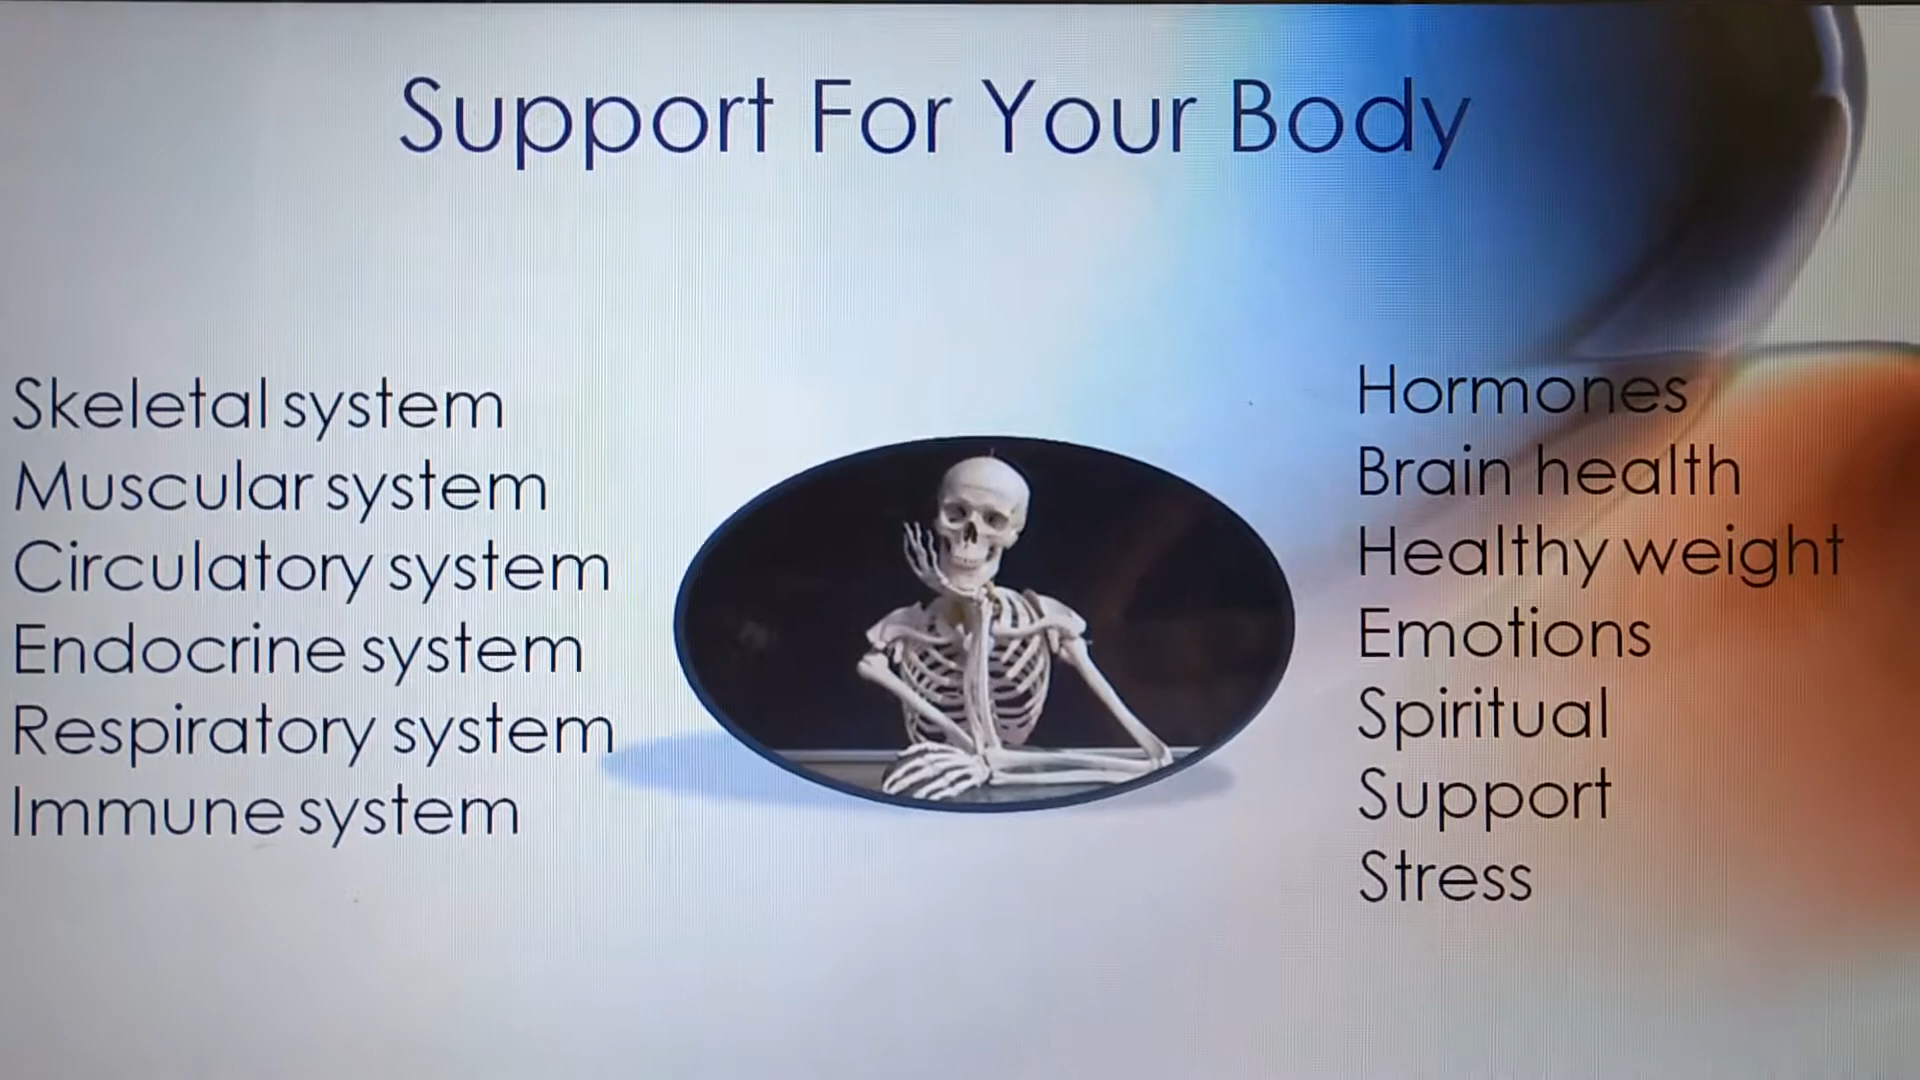 Support For Your Body
Skeletal system
Muscular system
Circulatory system
Endocrine system
Respiratory system
Immune system
Hormones
Brain health
Healthy weight
Emotions
Spiritual
Support
Stress